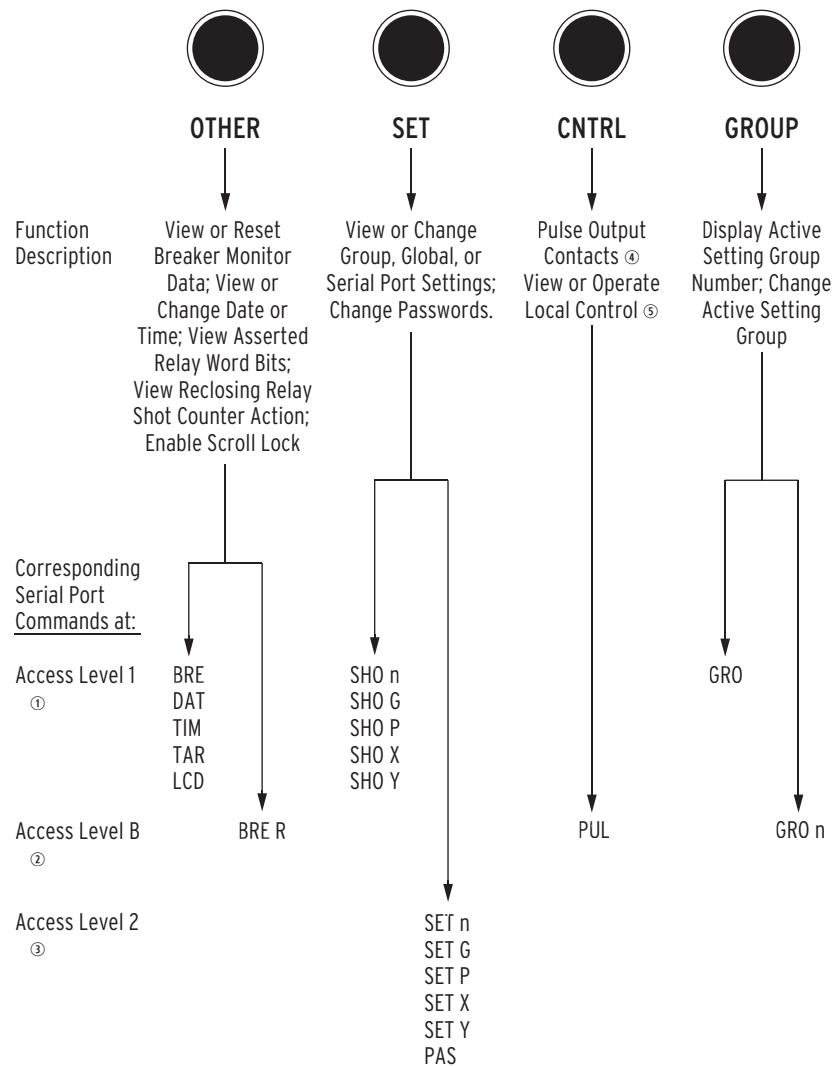 OTHER
SET
CNTRL
GROUP
Function
Description
View or Reset
Breaker Monitor
Data; View or
Change Date or
Time; View Asserted
Relay Word Bits;
View Reclosing Relay
Shot Counter Action;
Enable Scroll Lock
View or Change
Group, Global, or
Serial Port Settings;
Change Passwords.
Pulse Output
Contacts ④
View or Operate
Local Control ⑤
Display Active
Setting Group
Number; Change
Active Setting
Group
Corresponding
Serial Port
Commands at:
Access Level 1
①
BRE
DAT
TIM
TAR
LCD
SHO n
SHO G
SHO P
SHO X
SHO Y
GRO
Access Level B
②
BRE R
PUL
GRO n
Access Level 2
③
SET n
SET G
SET P
SET X
SET Y
PAS